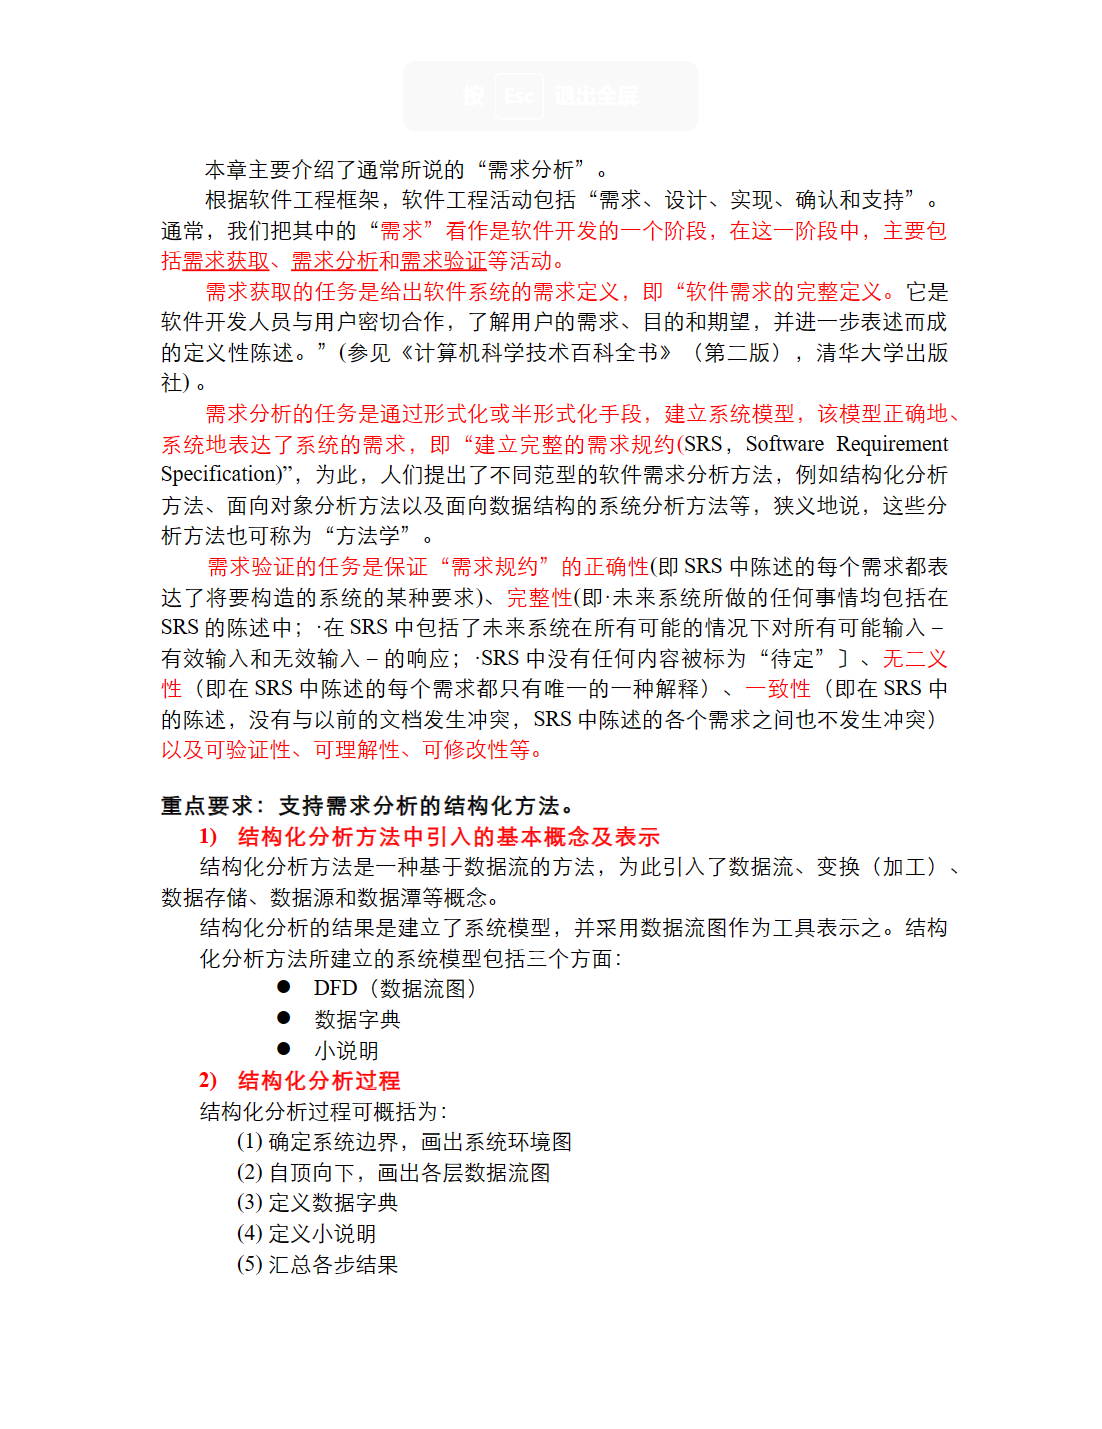 按 Esc 退出全屏
本章主要介绍了通常所说的“需求分析”。
根据软件工程框架，软件工程活动包括“需求、设计、实现、确认和支持”。
通常，我们把其中的“需求”看作是软件开发的一个阶段，在这一阶段中，主要包
括需求获取、需求分析和需求验证等活动。
需求获取的任务是给出软件系统的需求定义，即“软件需求的完整定义。它是
软件开发人员与用户密切合作，了解用户的需求、目的和期望，并进一步表述而成
的定义性陈述。”(参见《计算机科学技术百科全书》（第二版），清华大学出版
社)。
需求分析的任务是通过形式化或半形式化手段，建立系统模型，该模型正确地、
系统地表达了系统的需求，即“建立完整的需求规约(SRS，Software Requirement
Specification)”，为此，人们提出了不同范型的软件需求分析方法，例如结构化分析
方法、面向对象分析方法以及面向数据结构的系统分析方法等，狭义地说，这些分
析方法也可称为“方法学”。
需求验证的任务是保证“需求规约”的正确性(即 SRS 中陈述的每个需求都表
达了将要构造的系统的某种要求)、完整性(即·未来系统所做的任何事情均包括在
SRS 的陈述中；·在 SRS 中包括了未来系统在所有可能的情况下对所有可能输入 –
有效输入和无效输入 – 的响应；·SRS 中没有任何内容被标为“待定”〕、无二义
性（即在 SRS 中陈述的每个需求都只有唯一的一种解释）、一致性（即在 SRS 中
的陈述，没有与以前的文档发生冲突，SRS 中陈述的各个需求之间也不发生冲突）
以及可验证性、可理解性、可修改性等。
重点要求：支持需求分析的结构化方法。
1) 结构化分析方法中引入的基本概念及表示
结构化分析方法是一种基于数据流的方法，为此引入了数据流、变换（加工）、
数据存储、数据源和数据潭等概念。
结构化分析的结果是建立了系统模型，并采用数据流图作为工具表示之。结构
化分析方法所建立的系统模型包括三个方面：
● DFD（数据流图）
● 数据字典
● 小说明
2) 结构化分析过程
结构化分析过程可概括为：
(1) 确定系统边界，画出系统环境图
(2) 自顶向下，画出各层数据流图
(3) 定义数据字典
(4) 定义小说明
(5) 汇总各步结果